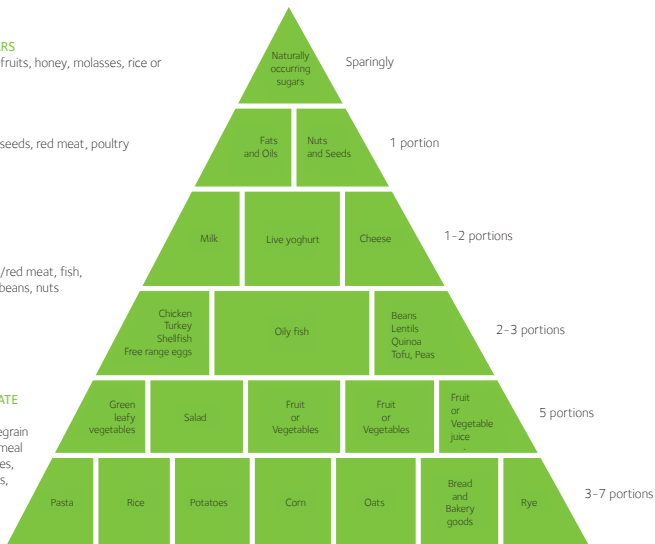 RS
fruits, honey, molasses, rice or
Naturally
occurring
sugars
Sparingly
seeds, red meat, poultry
Fats
and Oils
Nuts
and Seeds
1 portion
Milk
Live yoghurt
Cheese
1-2 portions
/red meat, fish,
beans, nuts
Chicken
Turkey
Shellfish
Free range eggs
Oily fish
Beans
Lentils
Quinoa
Tofu, Peas
2-3 portions
ATE
egrain
meal
es,
s,
Green
leafy
vegetables
Salad
Fruit
or
Vegetables
Fruit
or
Vegetables
Fruit
or
Vegetable
juice
.
5 portions
Pasta
Rice
Potatoes
Corn
Oats
Bread
and
Bakery
goods
Rye
3-7 portions